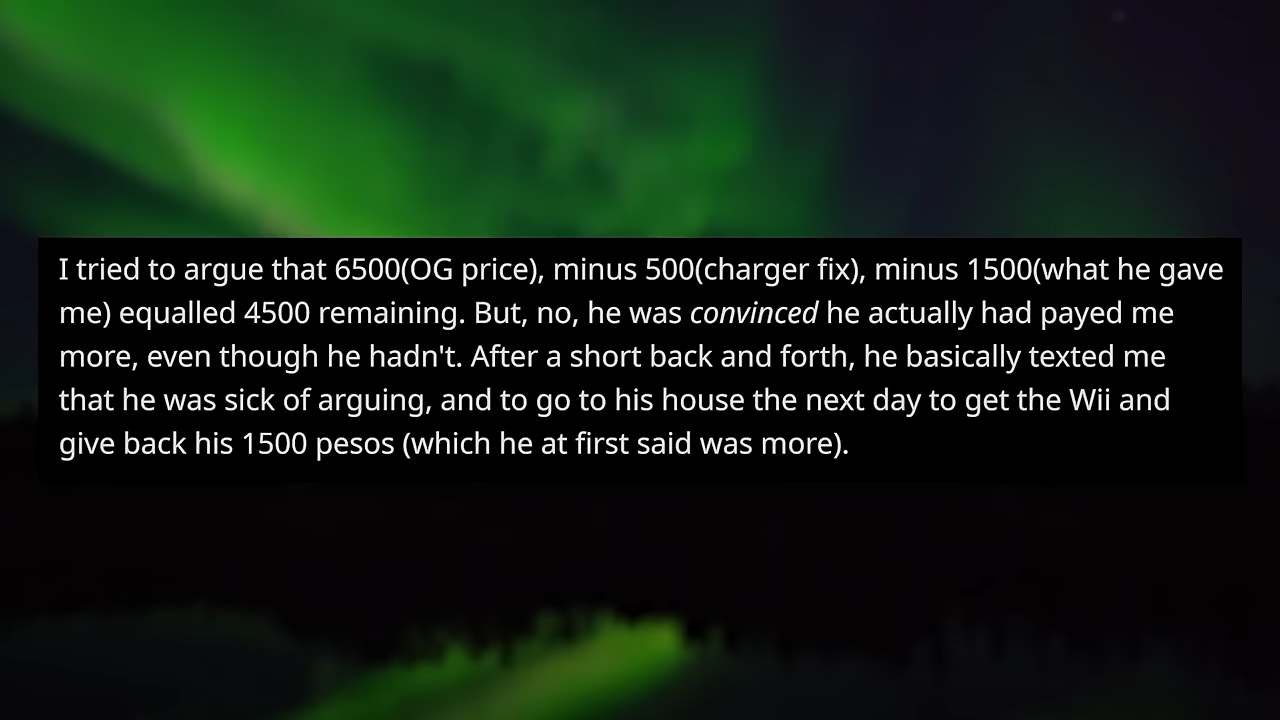 I tried to argue that 6500(OG price), minus 500(charger fix), minus 1500(what he gave
me) equalled 4500 remaining. But, no, he was convinced he actually had payed me
more, even though he hadn't. After a short back and forth, he basically texted me
that he was sick of arguing, and to go to his house the next day to get the Wii and
give back his 1500 pesos (which he at first said was more).